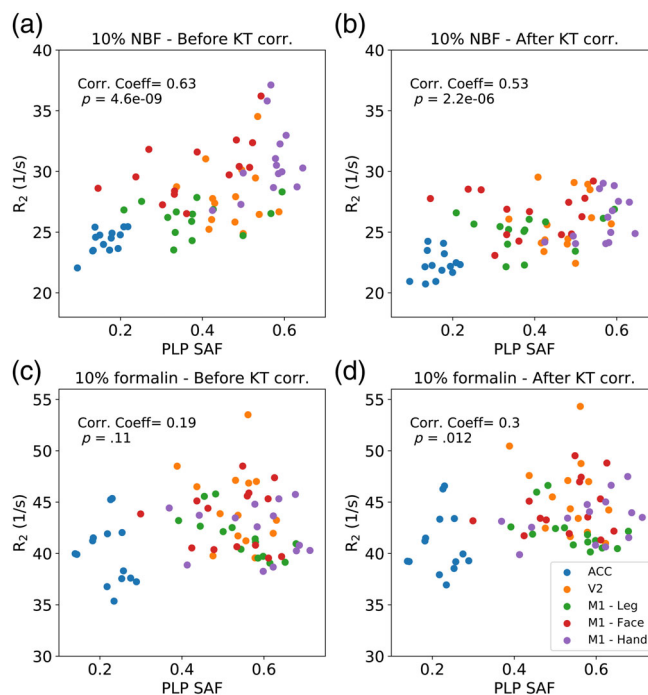 (a)
10% NBF - Before KT corr.
Corr. Coeff= 0.63
p = 4.6e-09
R2 (1/s)
40
35
30
25
20
0.2
0.4
0.6
PLP SAF
(b)
10% NBF - After KT corr.
Corr. Coeff= 0.53
p = 2.2e-06
R2 (1/s)
40
35
30
25
20
0.2
0.4
0.6
PLP SAF
(c)
10% formalin - Before KT corr.
Corr. Coeff= 0.19
p = .11
R2 (1/s)
55
50
45
40
35
30
0.2
0.4
0.6
PLP SAF
(d)
10% formalin - After KT corr.
Corr. Coeff= 0.3
p = .012
R2 (1/s)
55
50
45
40
35
30
ACC
V2
M1 - Leg
M1 - Face
M1 - Hand
0.2
0.4
0.6
PLP SAF